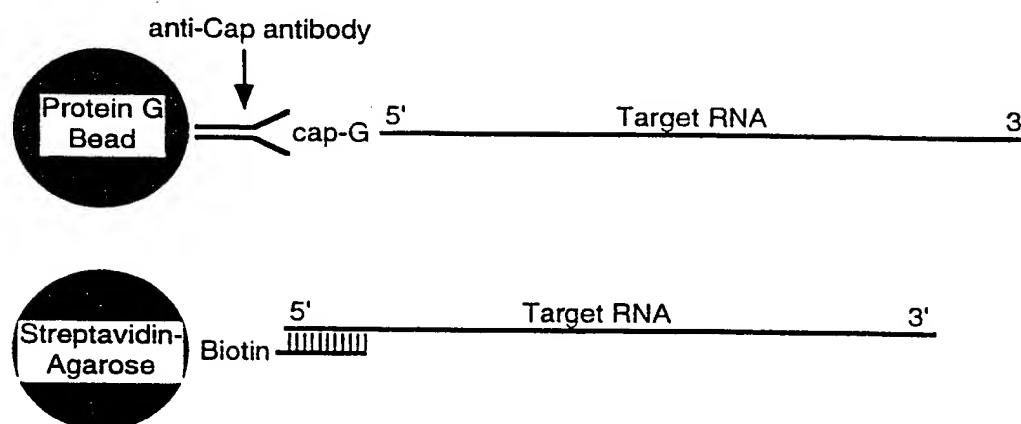 anti-Cap antibody
Protein G
Bead
cap-G
5'
Target RNA
3'
Streptavidin-
Agarose
Biotin
5'
Target RNA
3'